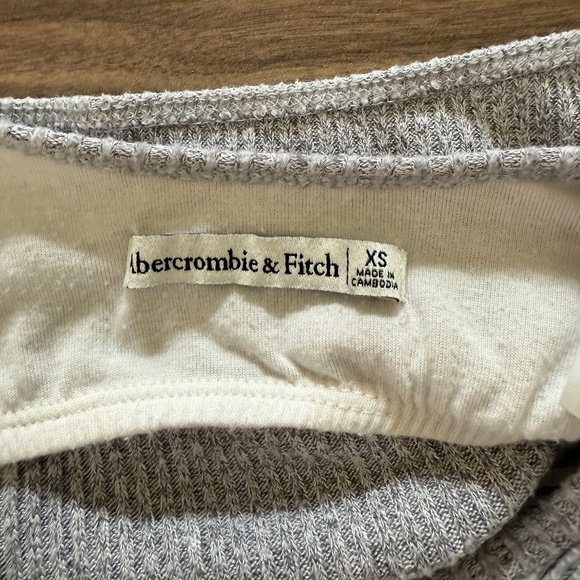 Abercrombie & Fitch
XS
MADE IN
CAMBODIA